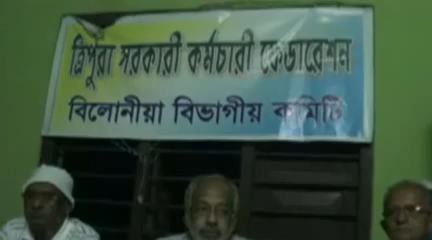 ত্রিপুরা সরকারী কর্মচারী ফেডারেশন
বিলোনীয়া বিভাগীয় কমিটি